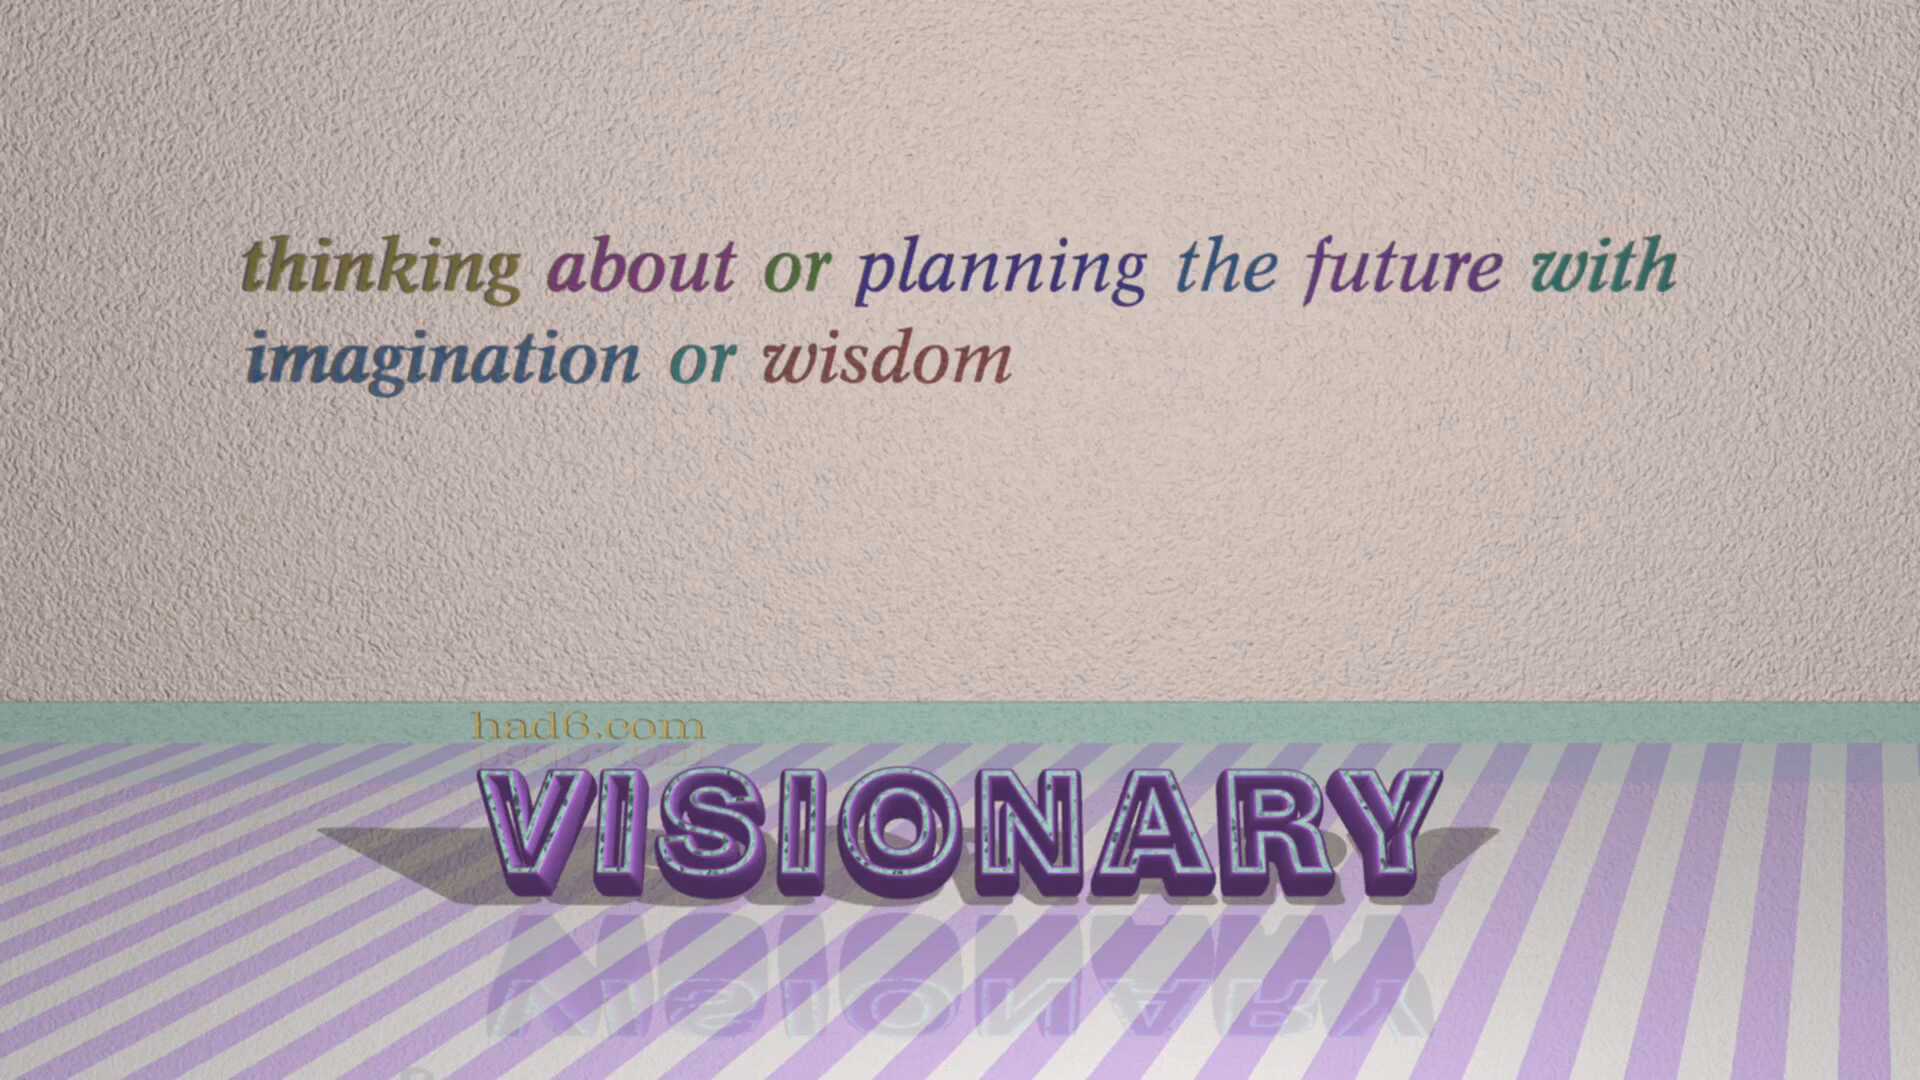 thinking about or planning the future with
imagination or wisdom
had6.com
VISIONARY